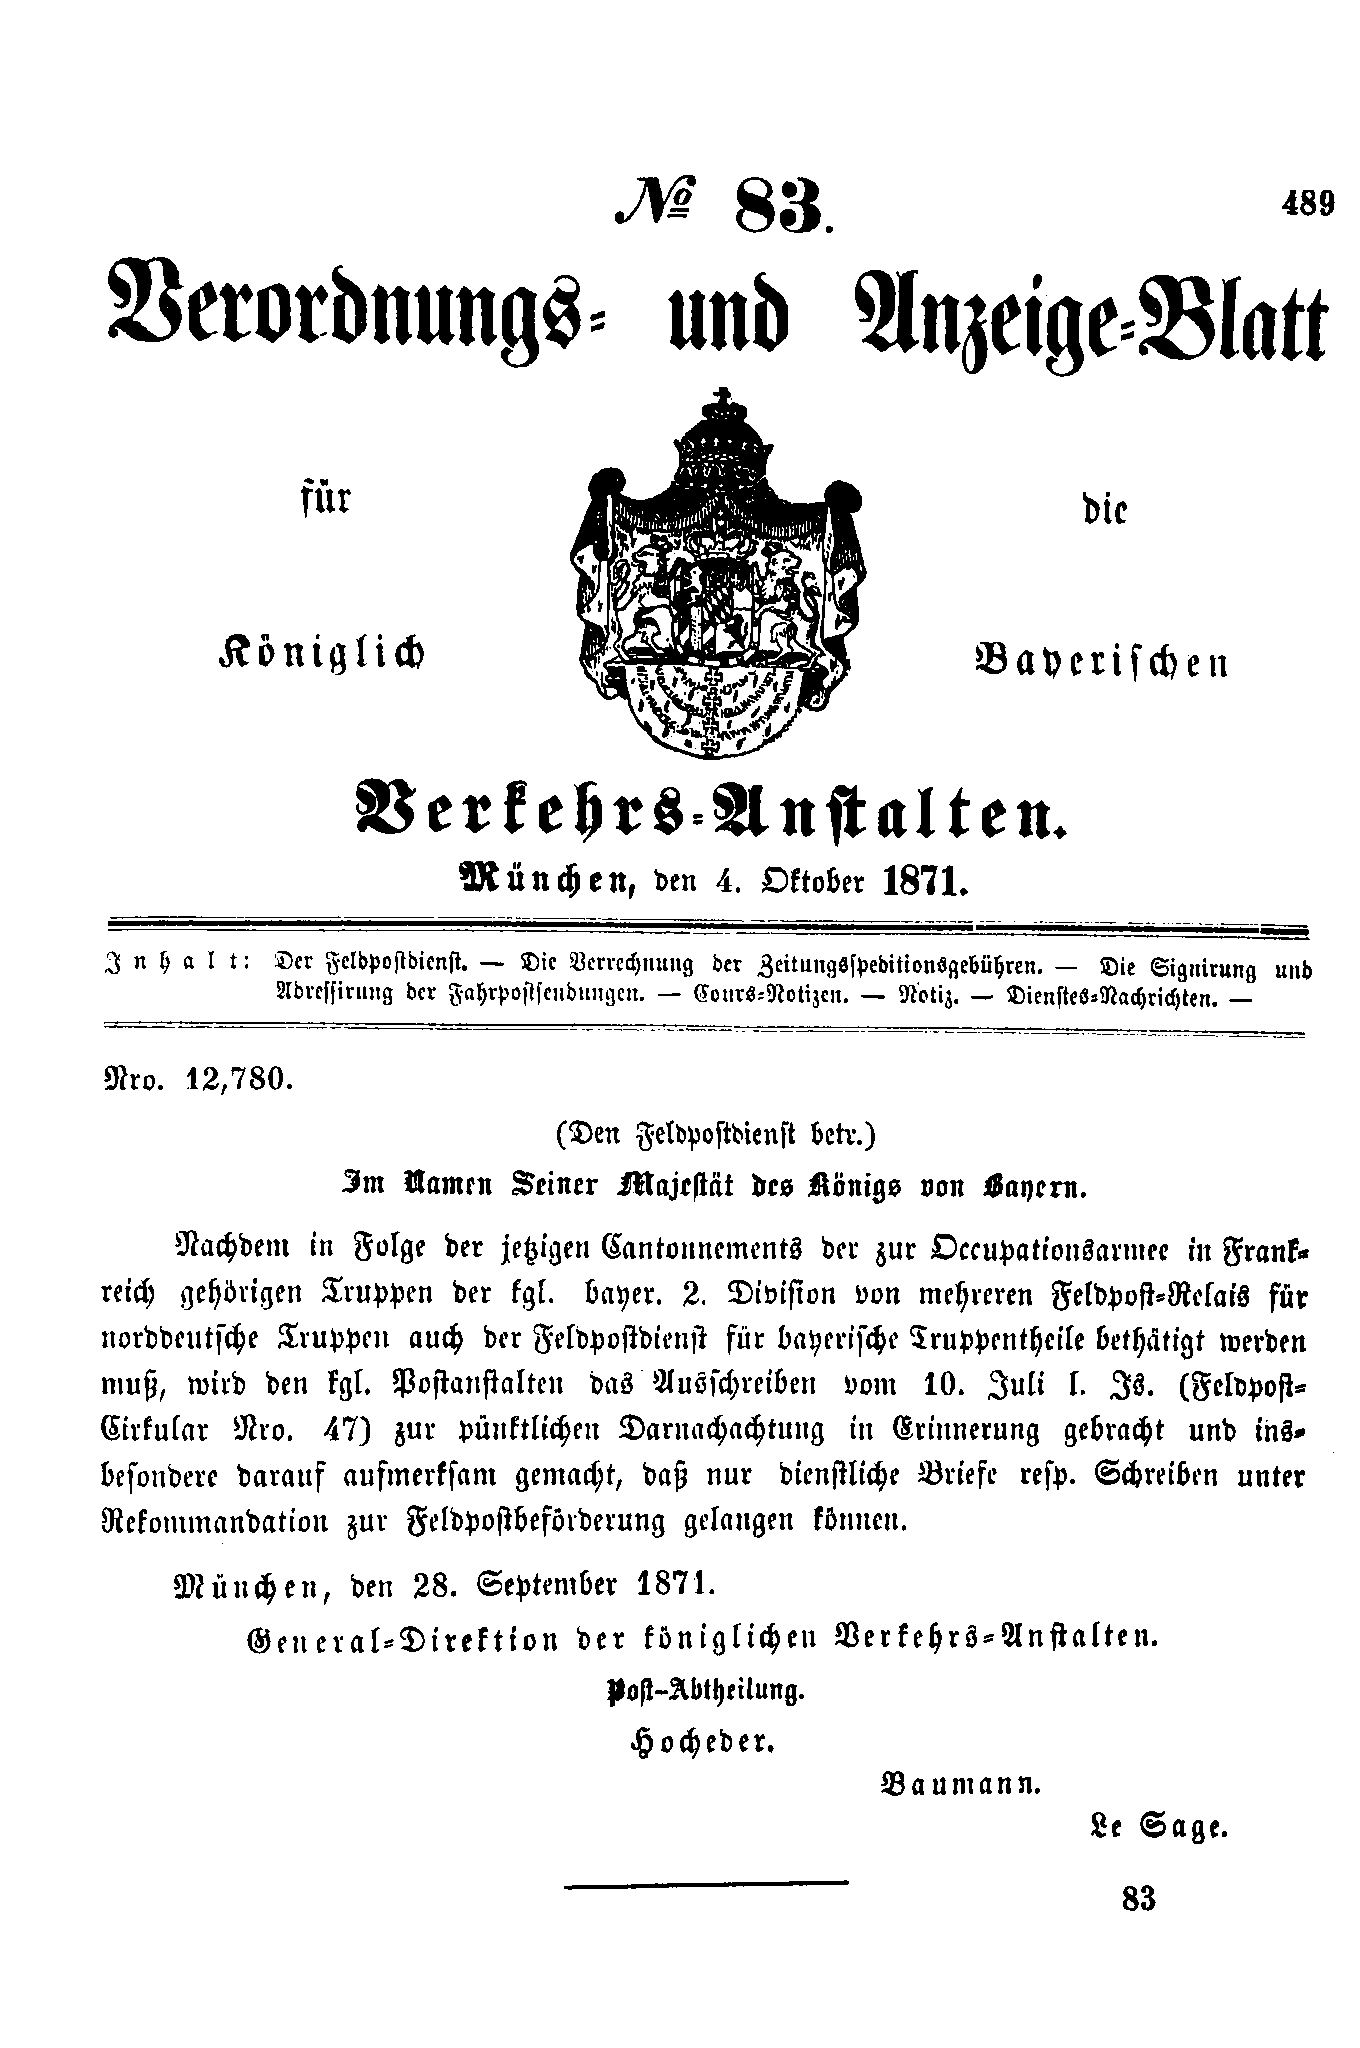 № 83.
489
Verordnungs- und Anzeige-Blatt
für die
Königlich Bayerischen
Verkehrs-Anstalten.
München, den 4. Oktober 1871.
Inhalt: Der Feldpostdienst. — Die Verrechnung der Zeitungsspeditionsgebühren. — Die Signirung und
Adressirung der Fahrpostsendungen. — Cours-Notizen. — Notiz. — Dienstes-Nachrichten. —
Nro. 12,780.
(Den Feldpostdienst betr.)
Im Namen Seiner Majestät des Königs von Bayern.
Nachdem in Folge der jetzigen Cantonnements der zur Occupationsarmee in Frank-
reich gehörigen Truppen der kgl. bayer. 2. Division von mehreren Feldpost-Relais für
norddeutsche Truppen auch der Feldpostdienst für bayerische Truppentheile bethätigt werden
muß, wird den kgl. Postanstalten das Ausschreiben vom 10. Juli l. Js. (Feldpost-
Cirkular Nro. 47) zur pünktlichen Darnachachtung in Erinnerung gebracht und ins-
besondere darauf aufmerksam gemacht, daß nur dienstliche Briefe resp. Schreiben unter
Rekommandation zur Feldpostbeförderung gelangen können.
München, den 28. September 1871.
General-Direktion der königlichen Verkehrs-Anstalten.
Post-Abtheilung.
Hocheder.
Baumann.
Le Sage.
83